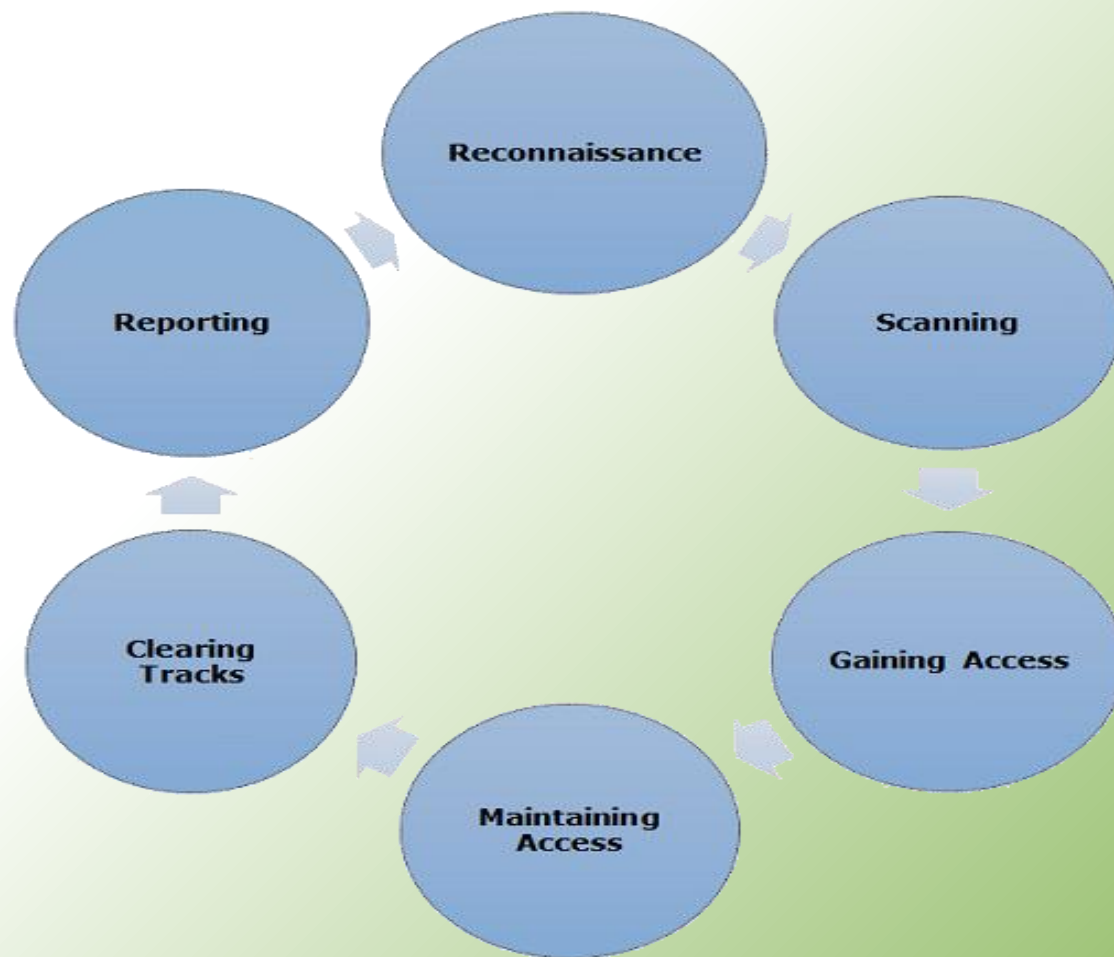 Reconnaissance
Scanning
Gaining Access
Maintaining
Access
Clearing
Tracks
Reporting